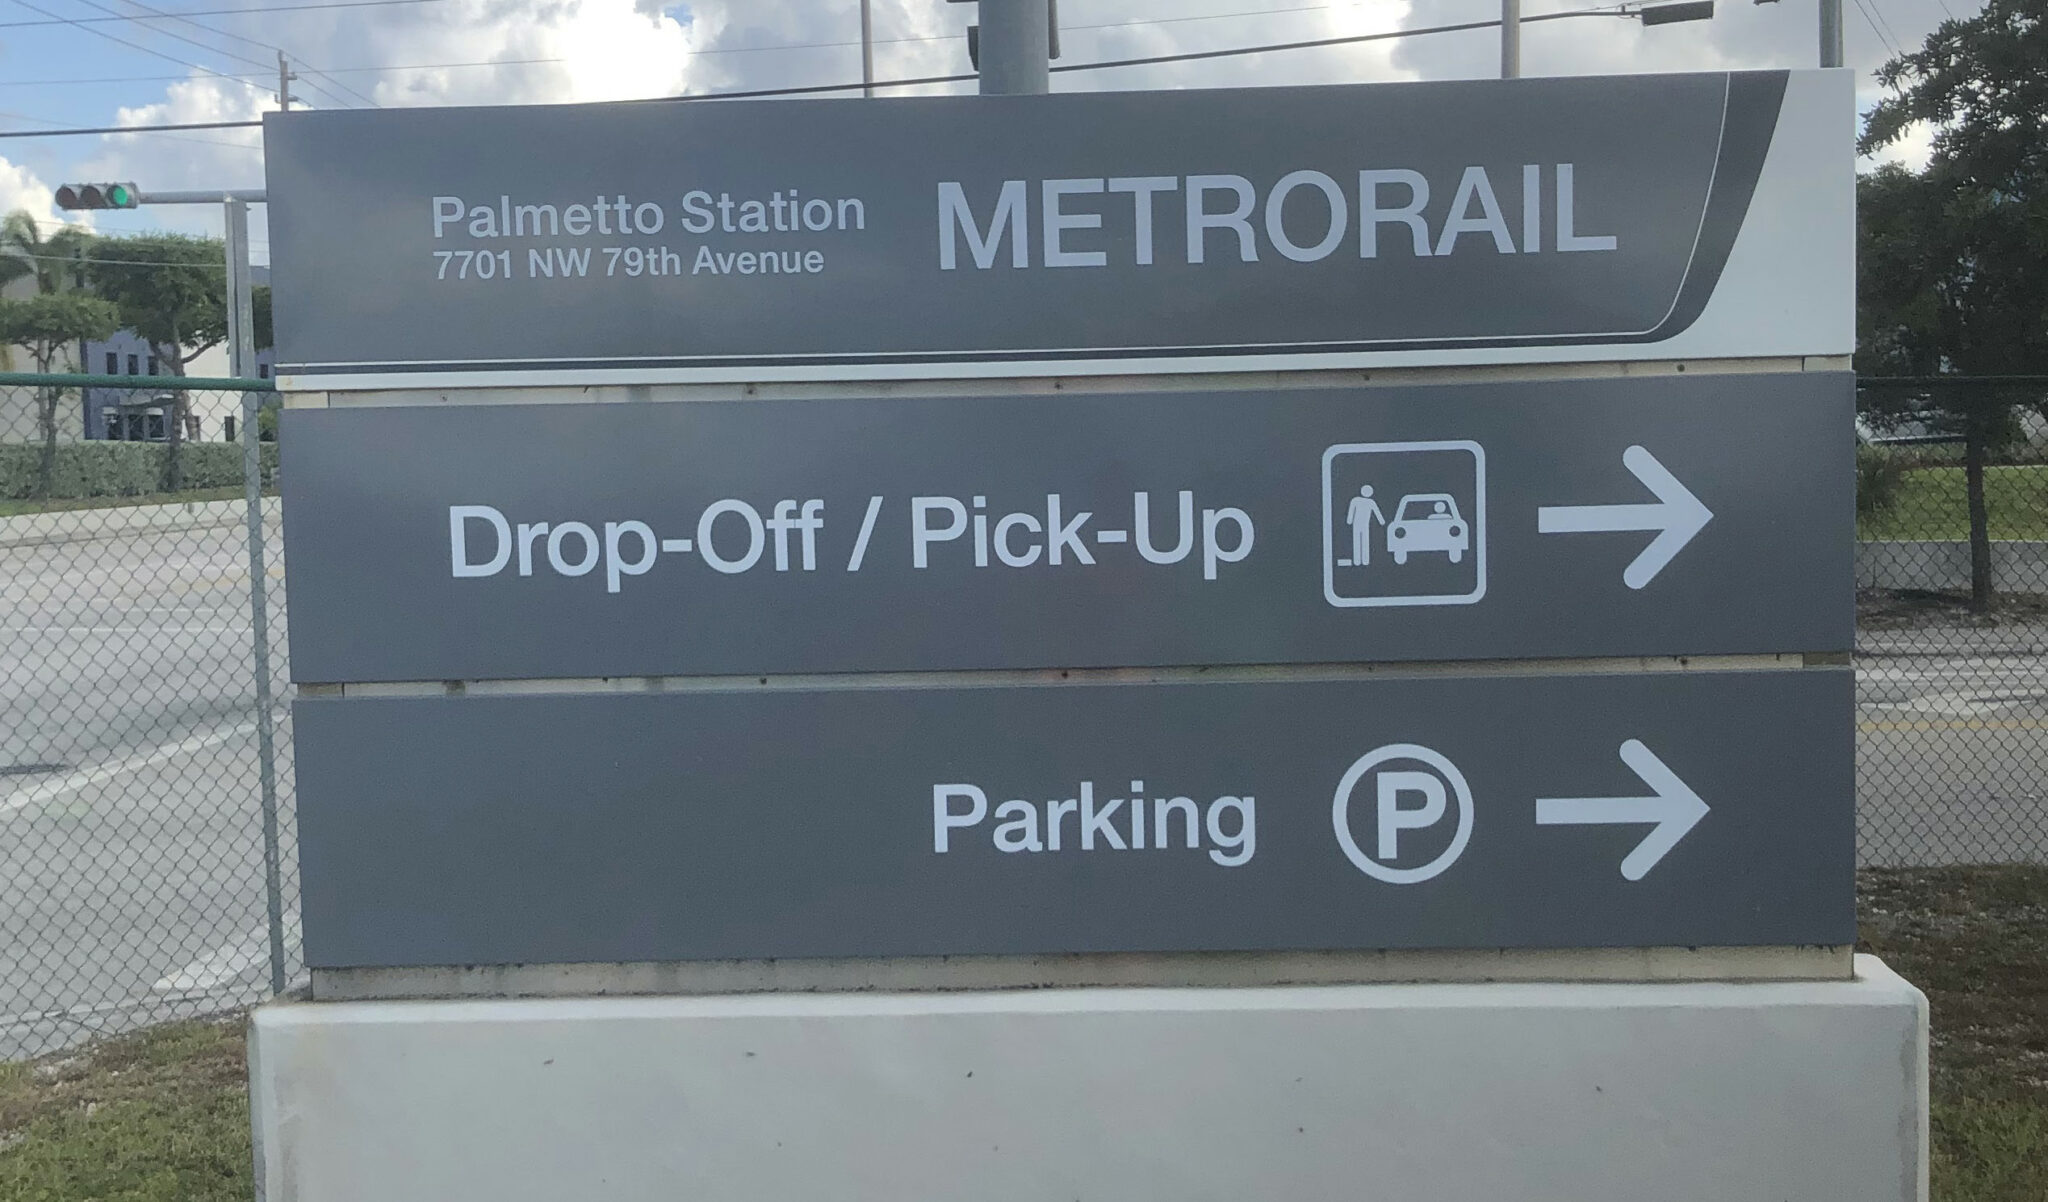 Palmetto Station METRORAIL
7701 NW 79th Avenue
Drop-Off / Pick-Up
Parking P